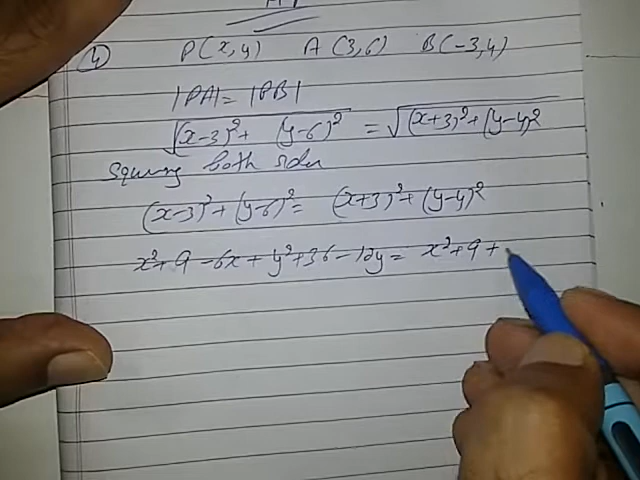 4 P(x,y) A(3,6) B(-3,4)
|PA| = |PB|
√(x-3)²+ (y-6)² = √(x+3)²+(y-4)²
Squaring both sides
(x-3)²+(y-6)²= (x+3)²+(y-4)²
x²+9-6x+y²+36-12y= x²+9+